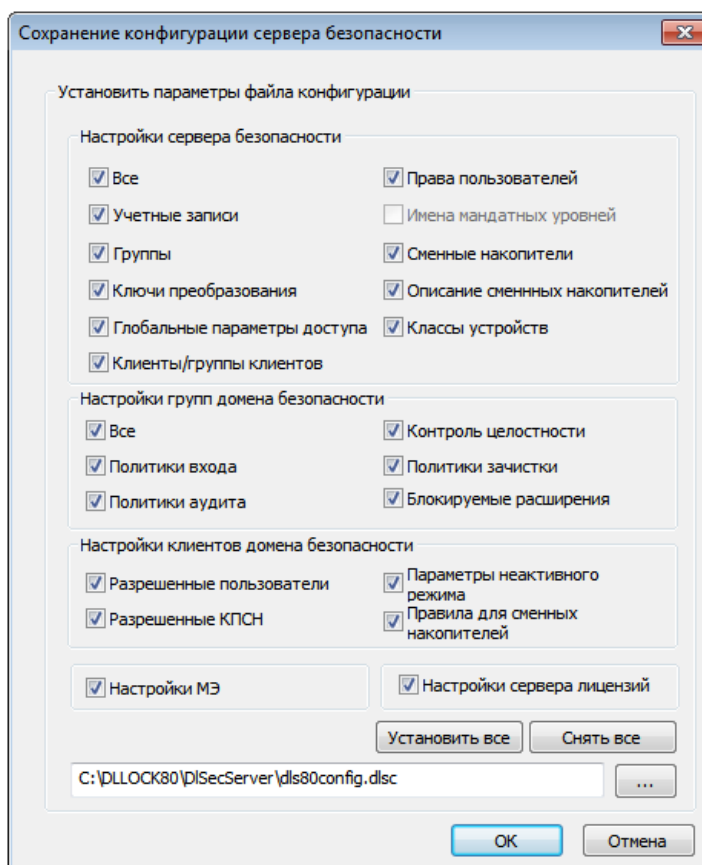 Сохранение конфигурации сервера безопасности
Установить параметры файла конфигурации
Настройки сервера безопасности
Все
Права пользователей
Учетные записи
Имена мандатных уровней
Группы
Сменные накопители
Ключи преобразования
Описание сменнных накопителей
Глобальные параметры доступа
Классы устройств
Клиенты/группы клиентов
Настройки групп домена безопасности
Все
Контроль целостности
Политики входа
Политики зачистки
Политики аудита
Блокируемые расширения
Настройки клиентов домена безопасности
Разрешенные пользователи
Параметры неактивного
режима
Разрешенные КПСН
Правила для сменных
накопителей
Настройки МЭ
Настройки сервера лицензий
Установить все
Снять все
C:\DLLOCK80\DlSecServer\dls80config.dlsc
...
ОК
Отмена